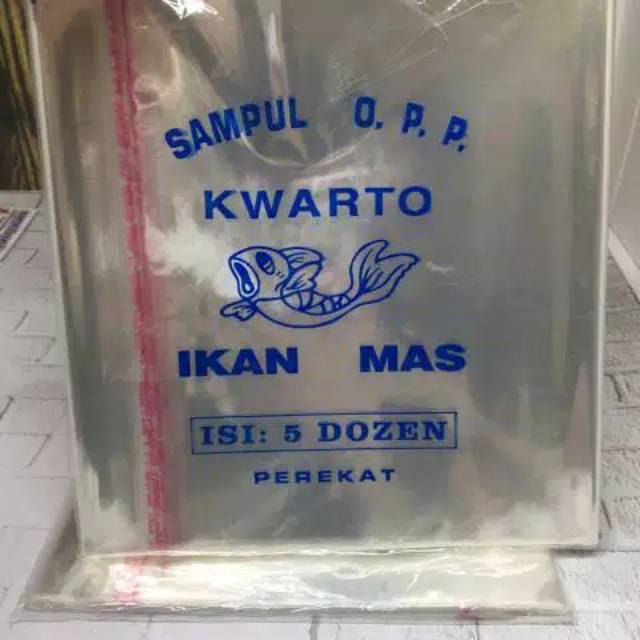 SAMPUL O.P.P.
KWARTO
IKAN MAS
ISI: 5 DOZEN
PEREKAT